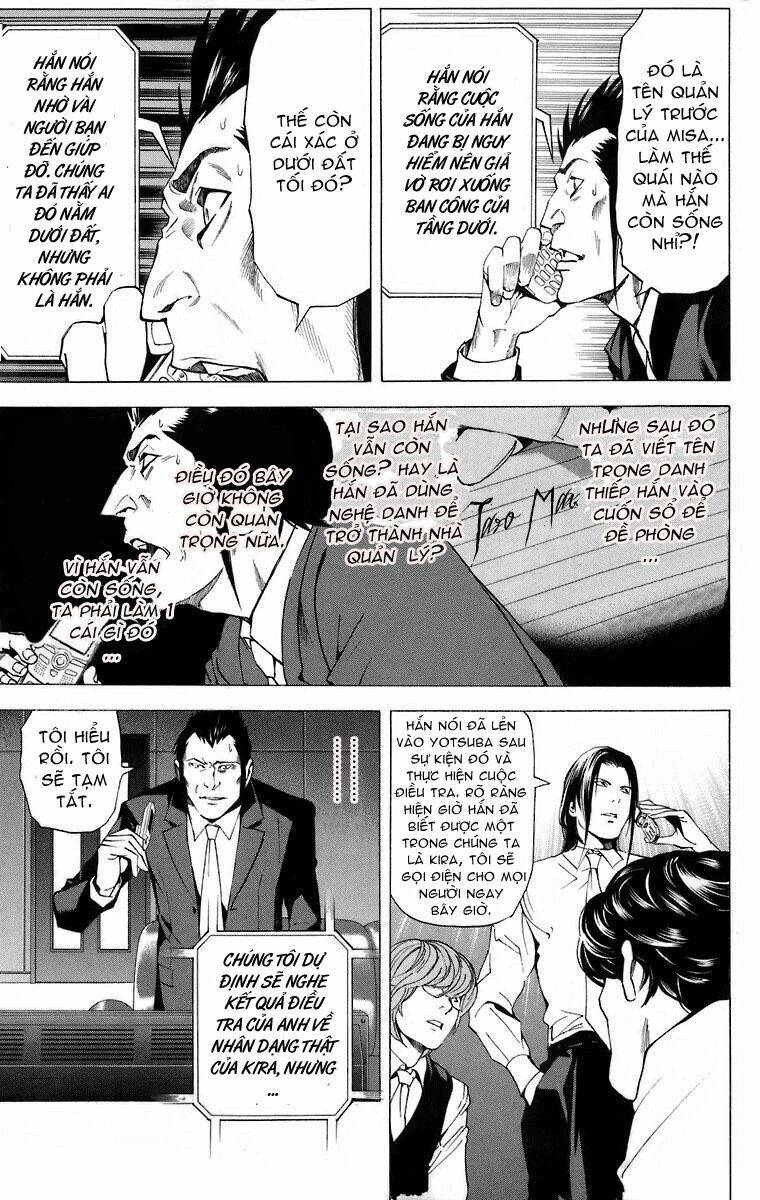 ĐÓ LÀ
TÊN QUẢN
LÝ TRƯỚC
CỦA MISA...
LÀM THẾ
QUÁI NÀO
MÀ HẮN
CÒN SỐNG
NHỈ?!
HẮN NÓI
RẰNG CUỘC
SỐNG CỦA HẮN
ĐANG BỊ NGUY
HIỂM NÊN GIẢ
VỜ RƠI XUỐNG
BAN CÔNG CỦA
TẦNG DƯỚI.
THẾ CÒN
CÁI XÁC Ở
DƯỚI ĐẤT
TỐI ĐÓ?
HẮN NÓI
RẰNG HẮN
NHỜ VÀI
NGƯỜI BẠN
ĐẾN GIÚP
ĐỠ. CHÚNG
TA ĐÃ THẤY AI
ĐÓ NẰM
DƯỚI ĐẤT,
NHƯNG
KHÔNG PHẢI
LÀ HẮN.
NHƯNG SAU ĐÓ
TA ĐÃ VIẾT TÊN
TRONG DANH
THIẾP HẮN VÀO
CUỐN SỔ ĐỂ
ĐỀ PHÒNG
...
Taro Ma
TẠI SAO HẮN
VẪN CÒN
SỐNG? HAY LÀ
HẮN ĐÃ DÙNG
NGHỆ DANH ĐỂ
TRỞ THÀNH NHÀ
QUẢN LÝ?
ĐIỀU ĐÓ BÂY
GIỜ KHÔNG
CÒN QUAN
TRỌNG NỮA.
VÌ HẮN VẪN
CÒN SỐNG,
TA PHẢI LÀM 1
CÁI GÌ ĐÓ
...
HẮN NÓI ĐÃ LẺN
VÀO YOTSUBA SAU
SỰ KIỆN ĐÓ VÀ
THỰC HIỆN CUỘC
ĐIỀU TRA. RÕ RÀNG
HIỆN GIỜ HẮN ĐÃ
BIẾT ĐƯỢC MỘT
TRONG CHÚNG TA
LÀ KIRA, TÔI SẼ
GỌI ĐIỆN CHO MỌI
NGƯỜI NGAY
BÂY GIỜ.
............
TÔI HIỂU
RỒI. TÔI
SẼ TẠM
TẮT.
CHÚNG TÔI DỰ
ĐỊNH SẼ NGHE
KẾT QUẢ ĐIỀU
TRA CỦA ANH VỀ
NHÂN DẠNG THẬT
CỦA KIRA, NHƯNG
...